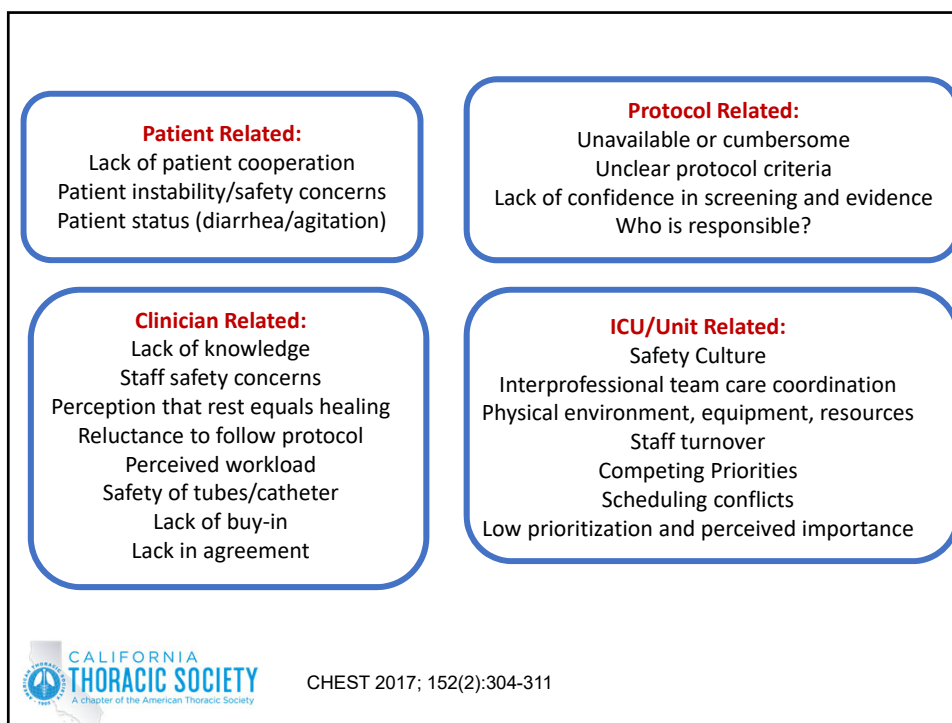 Patient Related:
Lack of patient cooperation
Patient instability/safety concerns
Patient status (diarrhea/agitation)
Protocol Related:
Unavailable or cumbersome
Unclear protocol criteria
Lack of confidence in screening and evidence
Who is responsible?
Clinician Related:
Lack of knowledge
Staff safety concerns
Perception that rest equals healing
Reluctance to follow protocol
Perceived workload
Safety of tubes/catheter
Lack of buy-in
Lack in agreement
ICU/Unit Related:
Safety Culture
Interprofessional team care coordination
Physical environment, equipment, resources
Staff turnover
Competing Priorities
Scheduling conflicts
Low prioritization and perceived importance
CALIFORNIA
THORACIC SOCIETY
A chapter of the American Thoracic Society
CHEST 2017; 152(2):304-311